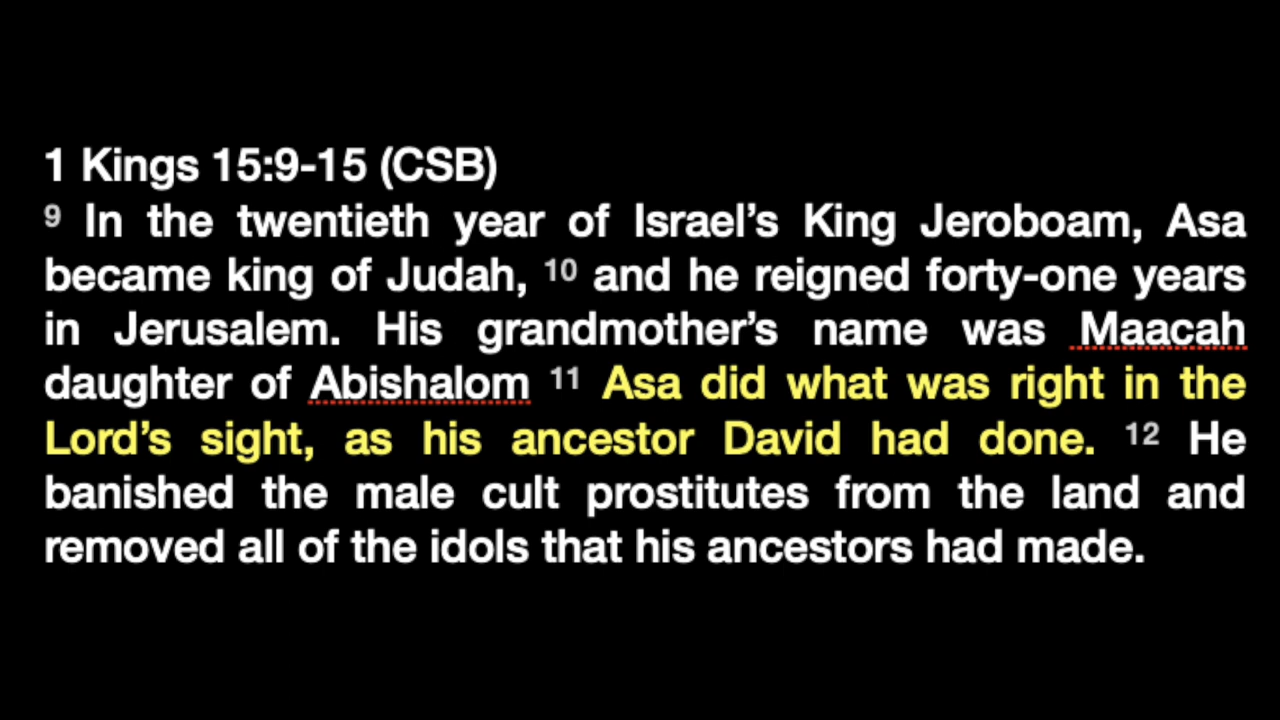 1 Kings 15:9-15 (CSB)
9 In the twentieth year of Israel’s King Jeroboam, Asa
became king of Judah, 10 and he reigned forty-one years
in Jerusalem. His grandmother’s name was Maacah
daughter of Abishalom 11 Asa did what was right in the
Lord’s sight, as his ancestor David had done. 12 He
banished the male cult prostitutes from the land and
removed all of the idols that his ancestors had made.